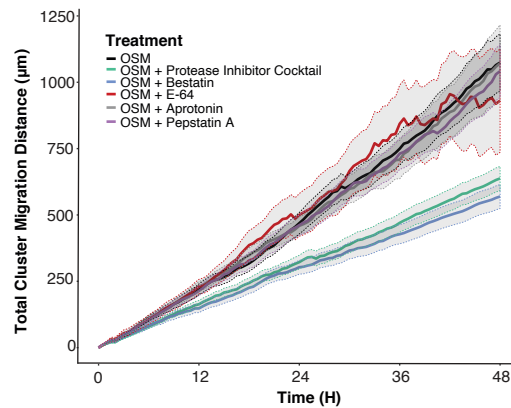 Total Cluster Migration Distance (µm)
1250
1000
750
500
250
0
Treatment
OSM
OSM + Protease Inhibitor Cocktail
OSM + Bestatin
OSM + E-64
OSM + Aprotonin
OSM + Pepstatin A
0
12
24
36
48
Time (H)